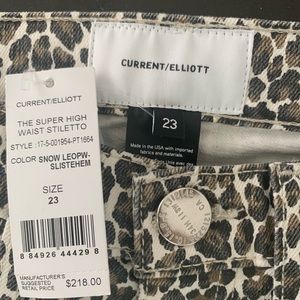 CURRENT/ELLIOTT
THE SUPER HIGH
WAIST STILETTO
STYLE :17-5-001954-PT1664
COLOR SNOW LEOPW-
SLISTEHEM
SIZE
23
8 84926 44429 8
MANUFACTURER'S
SUGGESTED
RETAIL PRICE
$218.00
CURRENT/ELLIOTT
23
Made in the USA with imported
fabrics and materials.